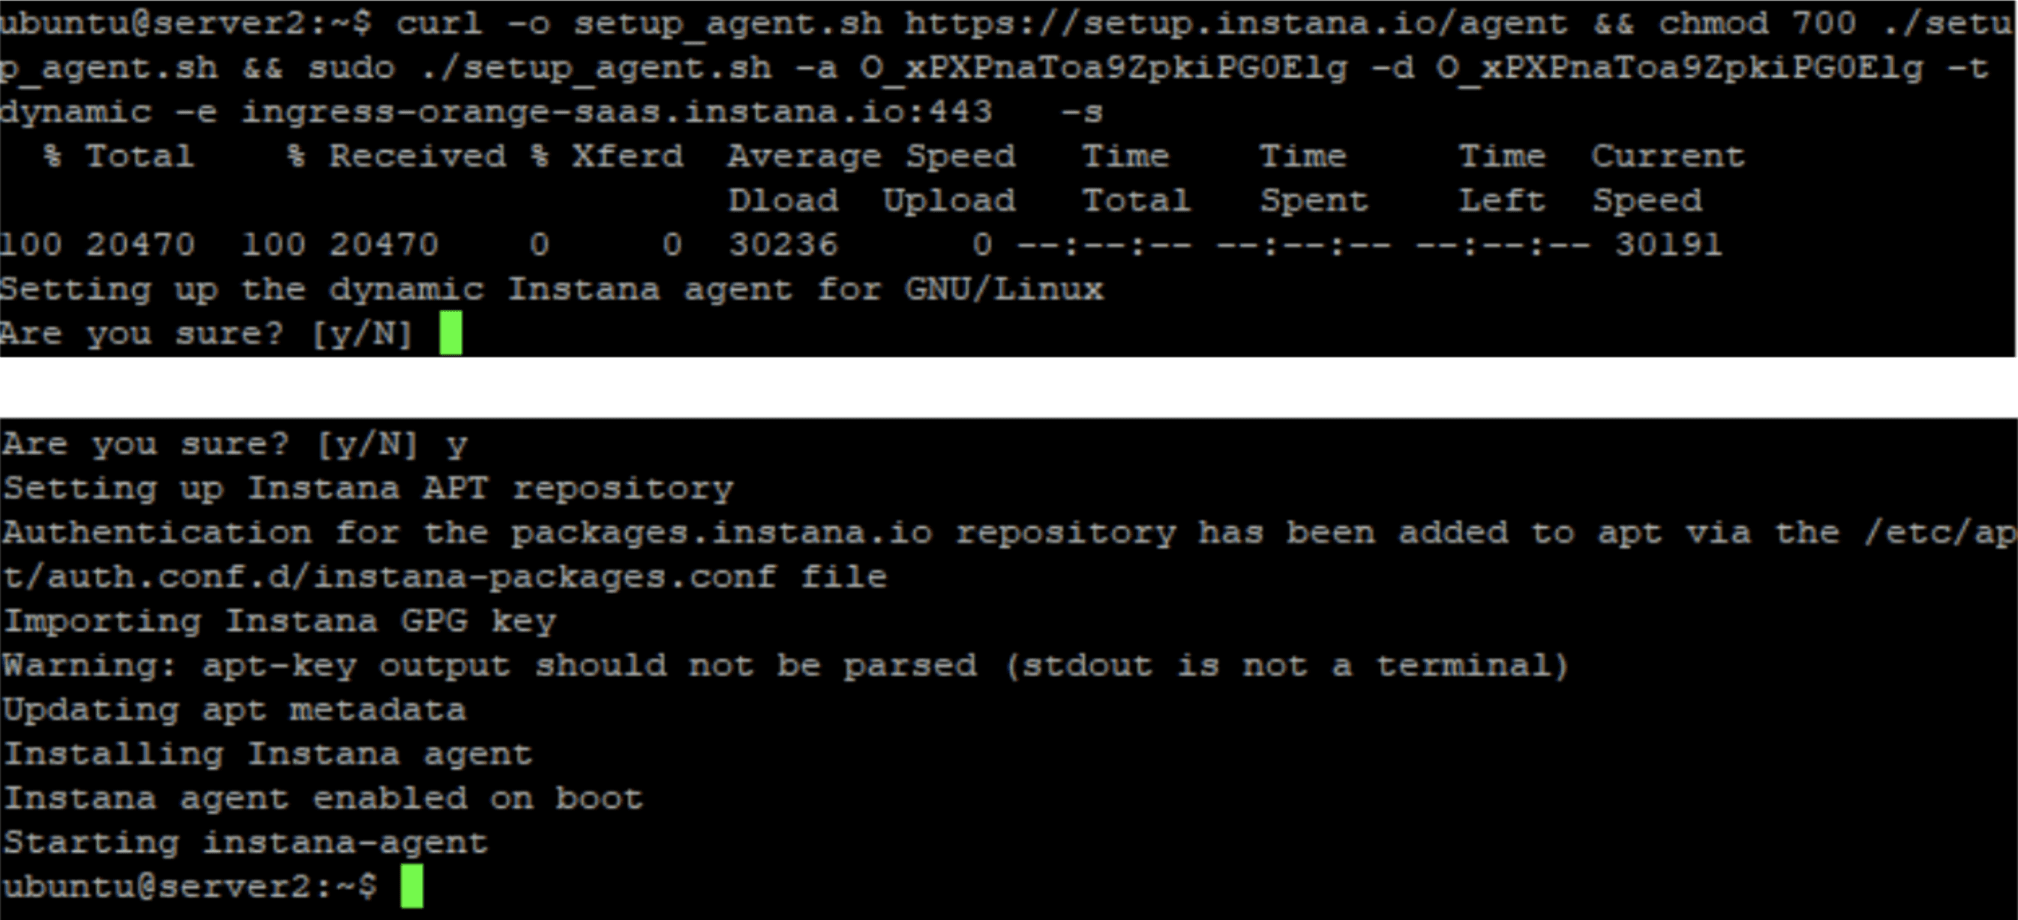 ubuntu@server2:~$ curl -o setup_agent.sh https://setup.instana.io/agent && chmod 700 ./setu
p_agent.sh && sudo ./setup_agent.sh -a O_xPXPnaToa9ZpkiPG0Elg -d O_xPXPnaToa9ZpkiPG0Elg -t
dynamic -e ingress-orange-saas.instana.io:443   -s
  % Total    % Received % Xferd  Average Speed   Time    Time     Time  Current
                                 Dload  Upload   Total   Spent    Left  Speed
100 20470  100 20470    0     0  30236      0 --:--:-- --:--:-- --:--:-- 30191
Setting up the dynamic Instana agent for GNU/Linux
Are you sure? [y/N]
Are you sure? [y/N] y
Setting up Instana APT repository
Authentication for the packages.instana.io repository has been added to apt via the /etc/ap
t/auth.conf.d/instana-packages.conf file
Importing Instana GPG key
Warning: apt-key output should not be parsed (stdout is not a terminal)
Updating apt metadata
Installing Instana agent
Instana agent enabled on boot
Starting instana-agent
ubuntu@server2:~$